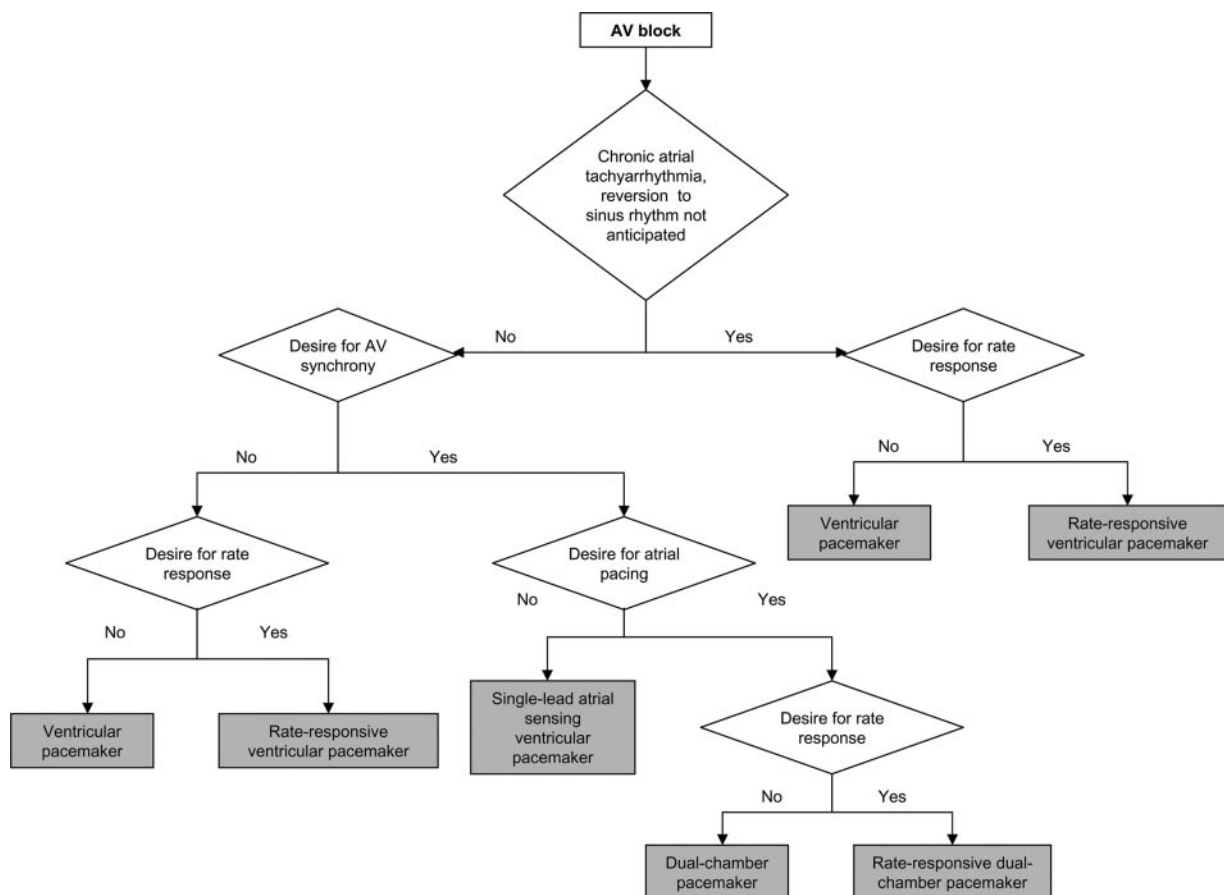 AV block
Chronic atrial
tachyarrhythmia,
reversion to
sinus rhythm not
anticipated
No
Yes
Desire for AV
synchrony
Desire for rate
response
No
Yes
No
Yes
Ventricular
pacemaker
Rate-responsive
ventricular pacemaker
Desire for rate
response
Desire for atrial
pacing
No
Yes
No
Yes
Ventricular
pacemaker
Rate-responsive
ventricular pacemaker
Single-lead atrial
sensing
ventricular
pacemaker
Desire for rate
response
No
Yes
Dual-chamber
pacemaker
Rate-responsive dual-
chamber pacemaker